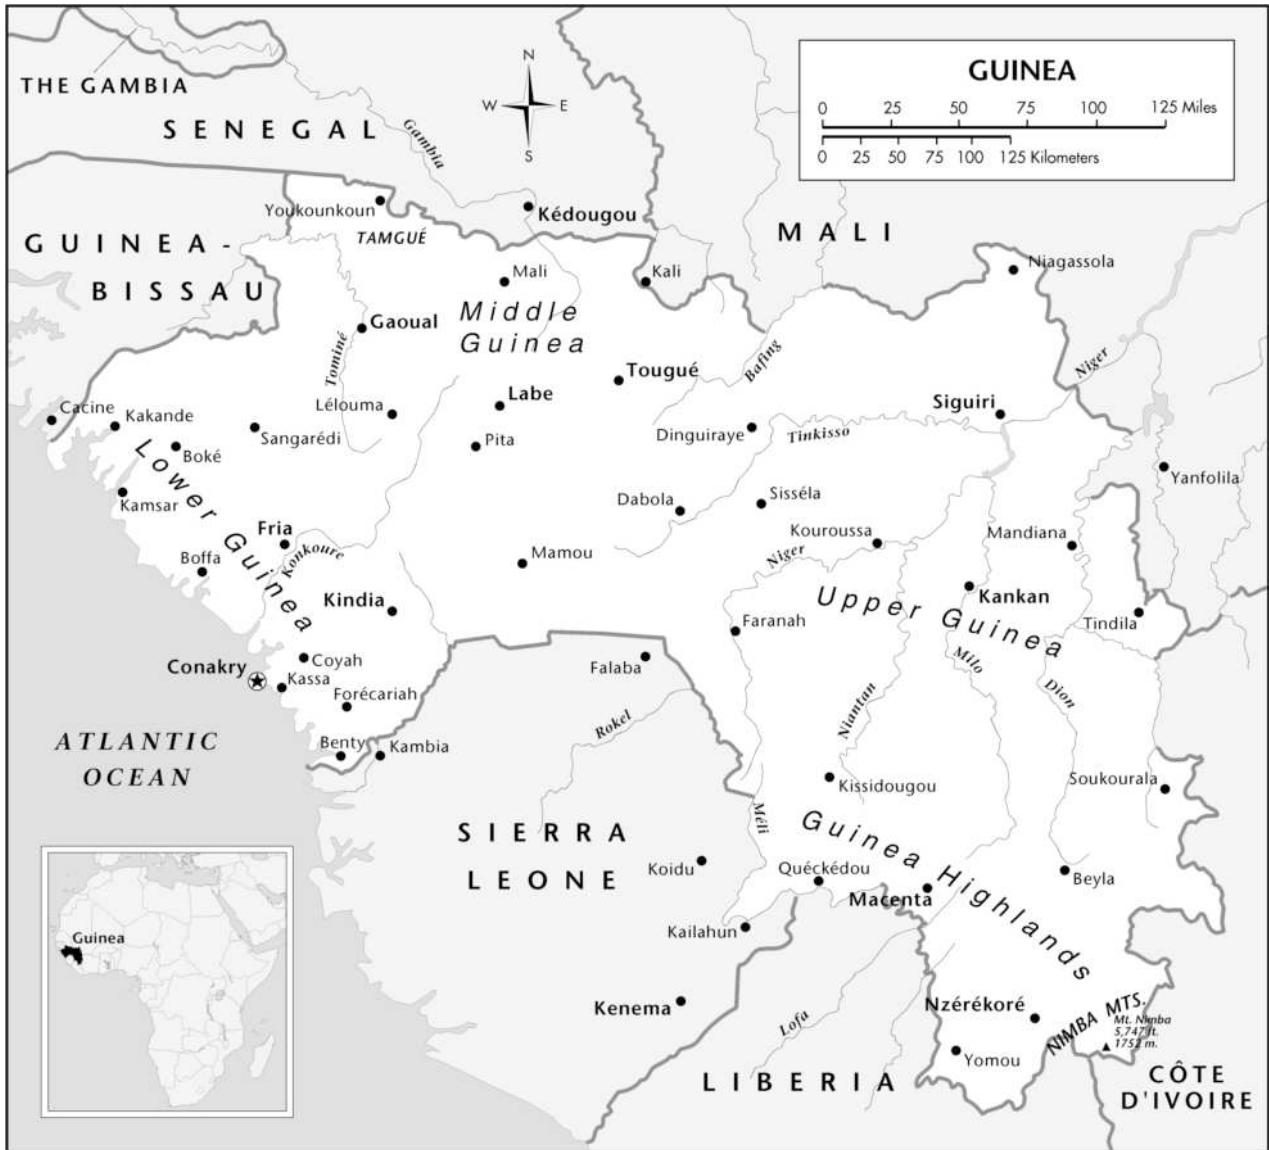 GUINEA
0 25 50 75 100 125 Miles
0 25 50 75 100 125 Kilometers
N
W E
S
THE GAMBIA
SENEGAL
Gambia
MALI
GUINEA-
BISSAU
Youkounkoun
TAMGUÉ
Kédougou
Mali
Kali
Niagassola
Middle
Guinea
Gaoual
Tominé
Tougué
Bafing
Niger
Labe
Lélouma
Siguiri
Cacine
Kakande
Sangarédi
Boké
Pita
Dinguiraye
Tinkisso
Yanfolila
Lower Guinea
Kamsar
Dabola
Sisséla
Fria
Konkoure
Kouroussa
Mandiana
Boffa
Mamou
Niger
Kindia
Upper Guinea
Kankan
Faranah
Tindila
Coyah
Conakry
Kassa
Falaba
Milo
Forécariah
Dion
Rokel
Niantan
Benty
Kambia
ATLANTIC
OCEAN
Kissidougou
Soukourala
Méli
SIERRA
LEONE
Guinea Highlands
Koidu
Quéckédou
Beyla
Macenta
Kailahun
Guinea
Kenema
Nzérékoré
NIMBA MTS.
Mt. Nimba
5,747 ft.
1752 m.
Lofa
Yomou
LIBERIA
CÔTE
D'IVOIRE